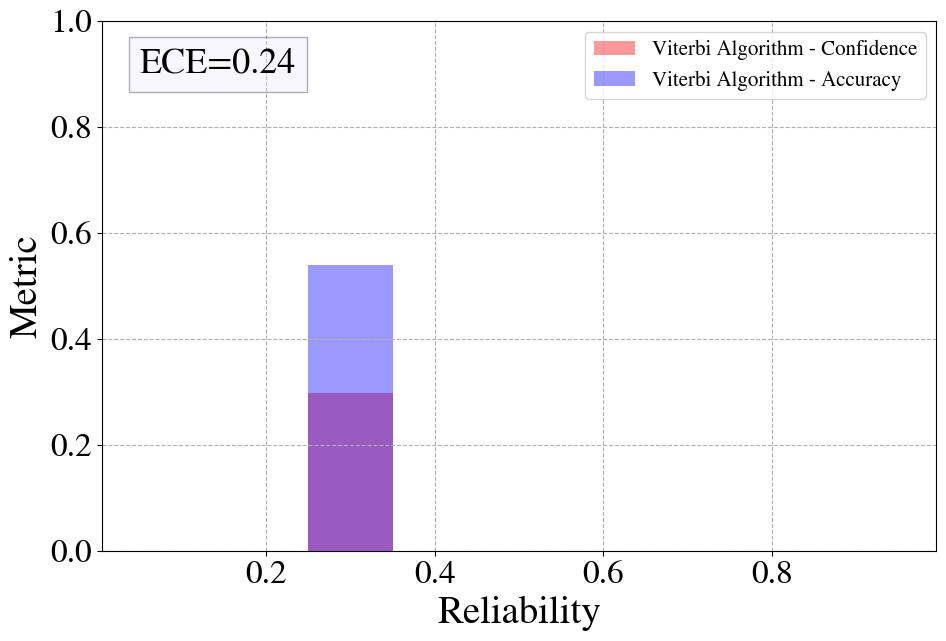 1.0
0.8
0.6
0.4
0.2
0.0
Metric
ECE=0.24
Viterbi Algorithm - Confidence
Viterbi Algorithm - Accuracy
0.2 0.4 0.6 0.8
Reliability